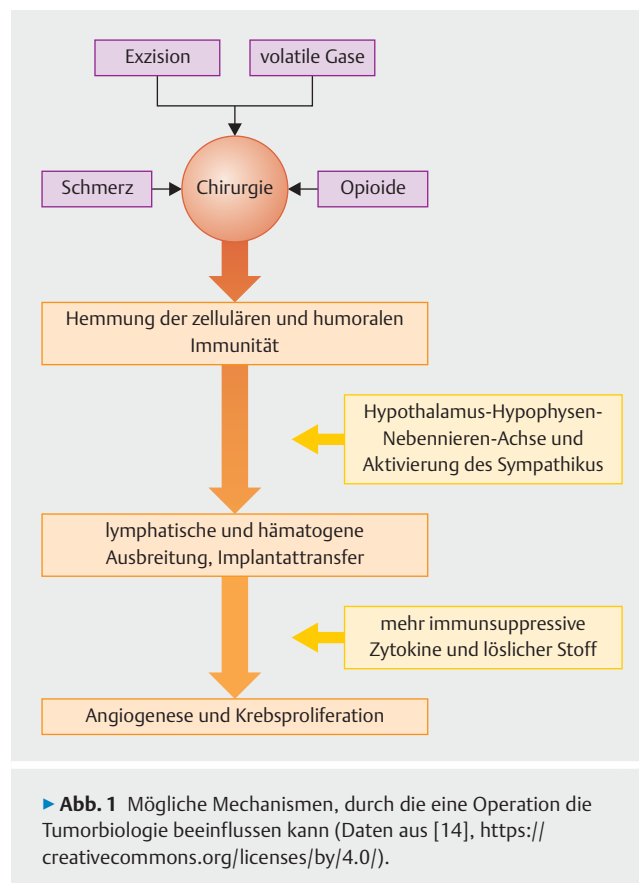 Exzision
volatile Gase
Schmerz
Chirurgie
Opioide
Hemmung der zellulären und humoralen
Immunität
Hypothalamus-Hypophysen-
Nebennieren-Achse und
Aktivierung des Sympathikus
lymphatische und hämatogene
Ausbreitung, Implantattransfer
mehr immunsuppressive
Zytokine und löslicher Stoff
Angiogenese und Krebsproliferation
▶ Abb. 1 Mögliche Mechanismen, durch die eine Operation die
Tumorbiologie beeinflussen kann (Daten aus [14], https://
creativecommons.org/licenses/by/4.0/).